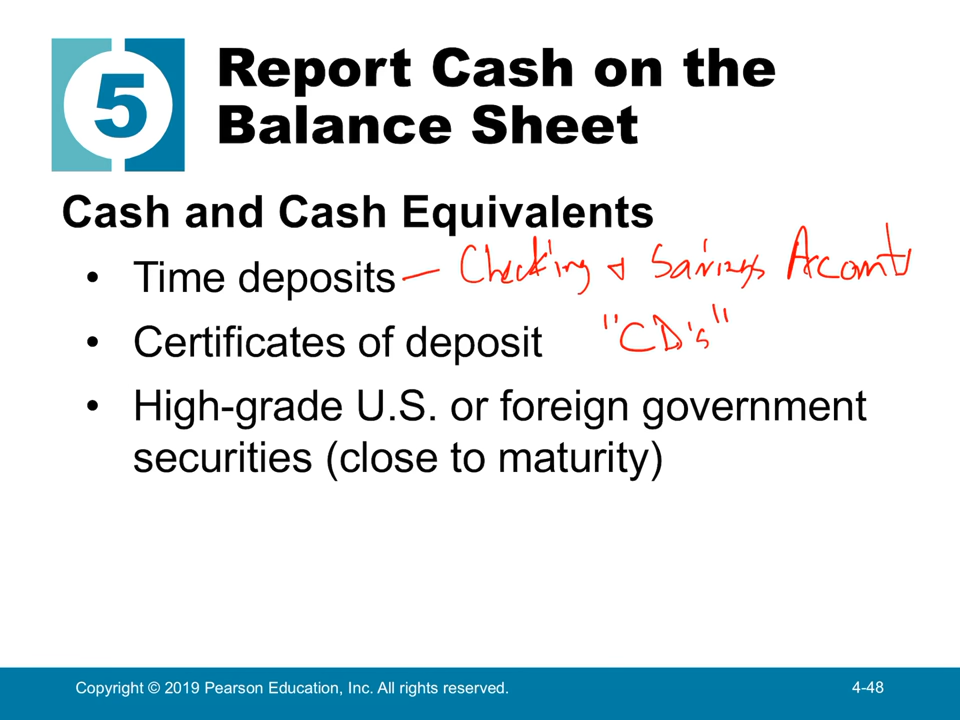 5
Report Cash on the
Balance Sheet
Cash and Cash Equivalents
• Time deposits – Checking & Savings Accounts
• Certificates of deposit "CD's"
• High-grade U.S. or foreign government
securities (close to maturity)
Copyright © 2019 Pearson Education, Inc. All rights reserved.
4-48